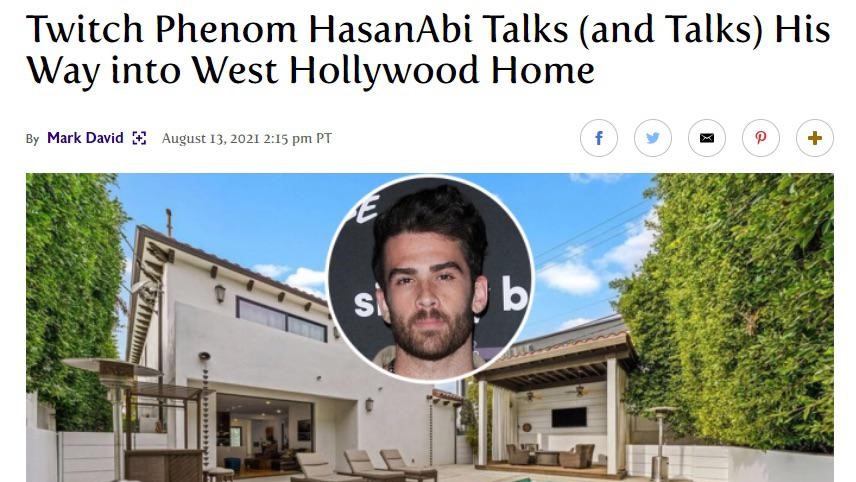 Twitch Phenom HasanAbi Talks (and Talks) His
Way into West Hollywood Home
By Mark David August 13, 2021 2:15 pm PT